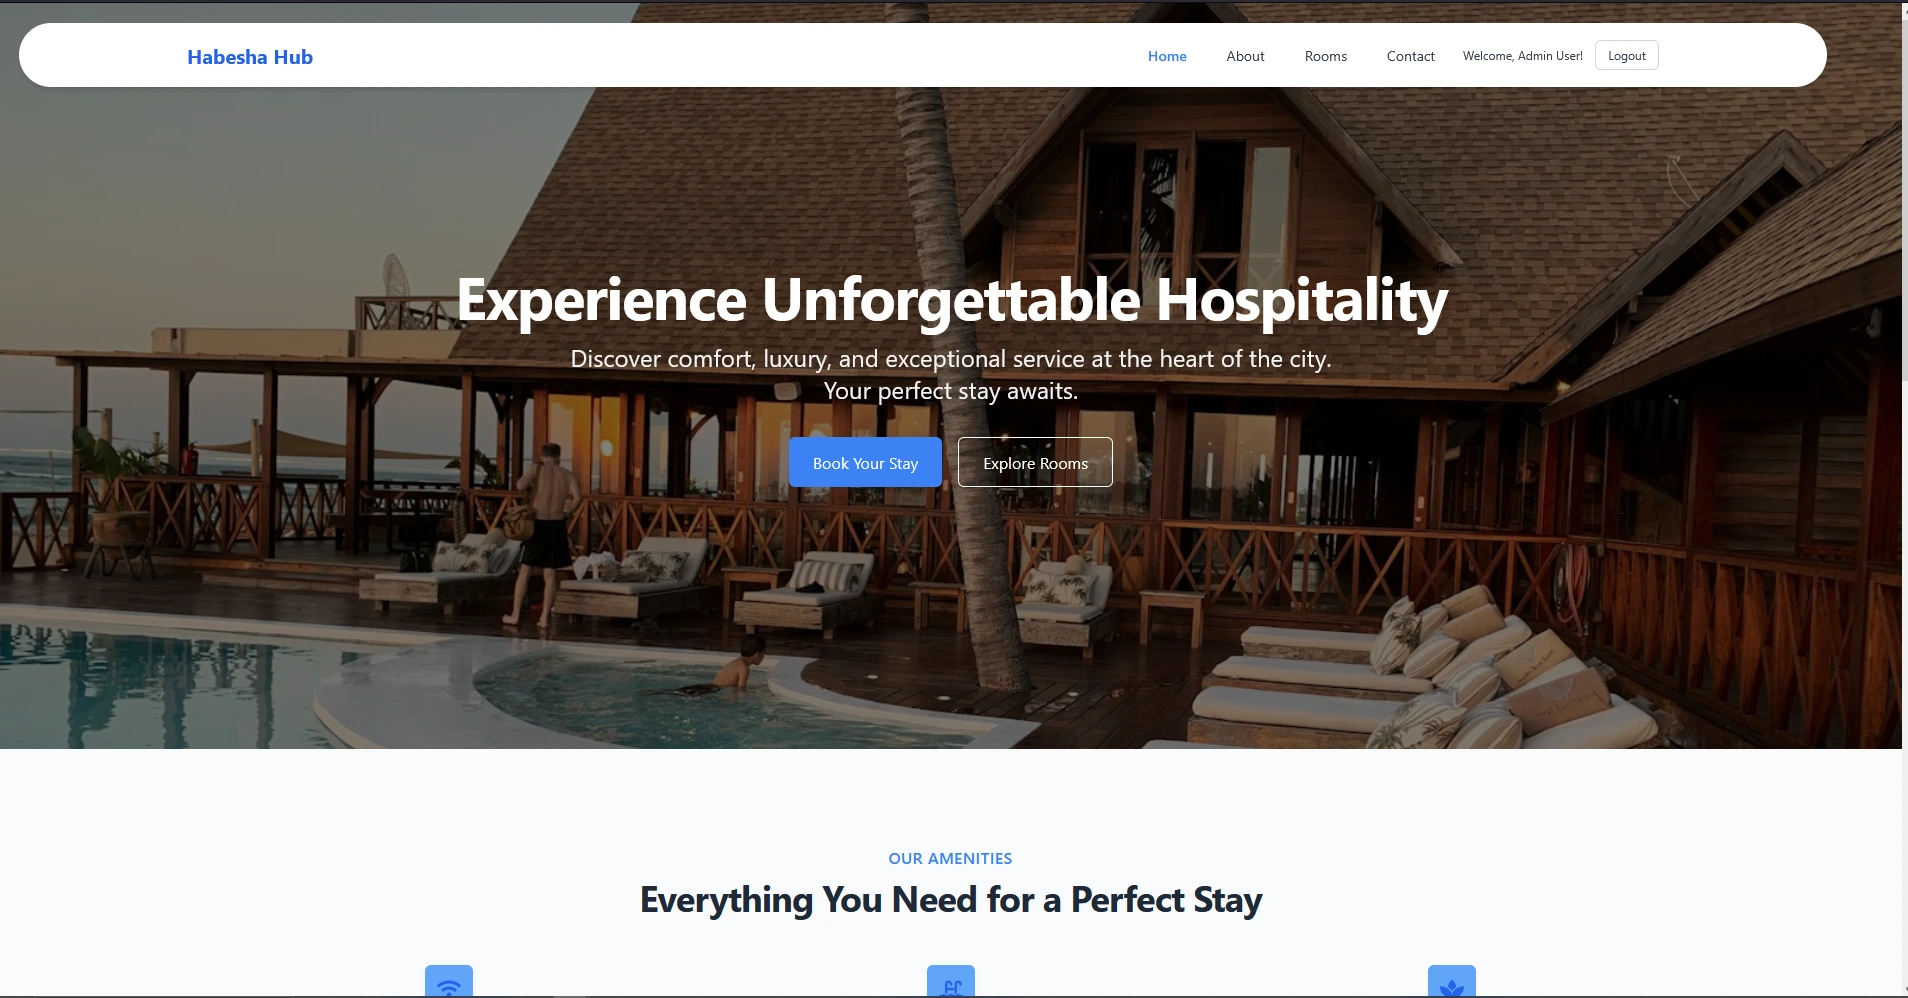 Habesha Hub
Home About Rooms Contact Welcome, Admin User! Logout
Experience Unforgettable Hospitality
Discover comfort, luxury, and exceptional service at the heart of the city.
Your perfect stay awaits.
Book Your Stay Explore Rooms
OUR AMENITIES
Everything You Need for a Perfect Stay